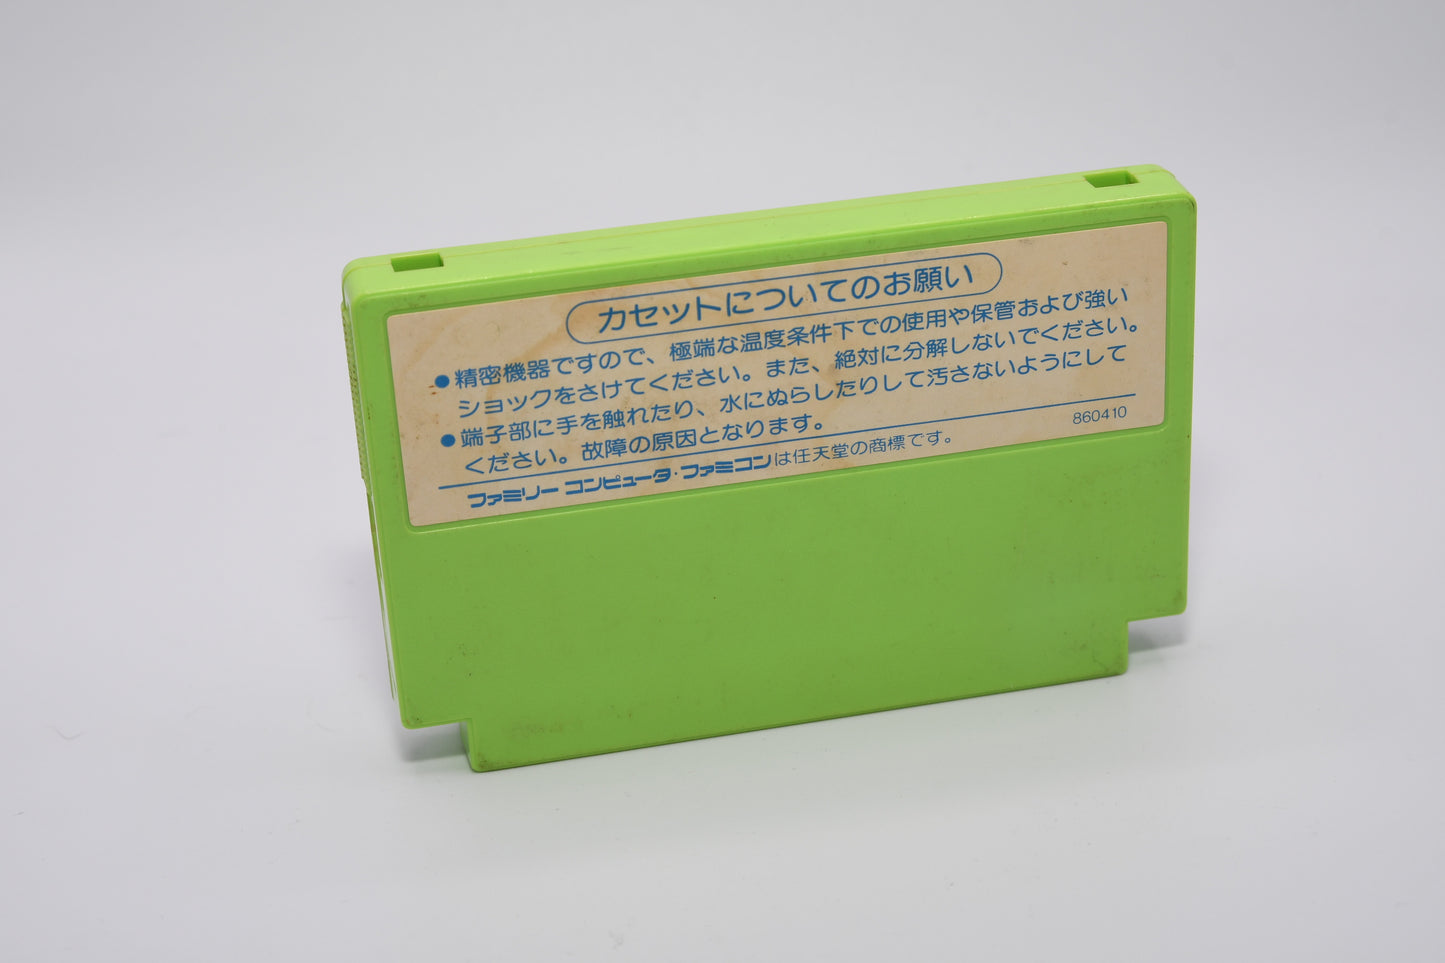 カセットについてのお願い
●精密機器ですので、極端な温度条件下での使用や保管および強い
ショックをさけてください。また、絶対に分解しないでください。
●端子部に手を触れたり、水にぬらしたりして汚さないようにして
ください。故障の原因となります。
860410
ファミリーコンピュータ・ファミコンは任天堂の商標です。